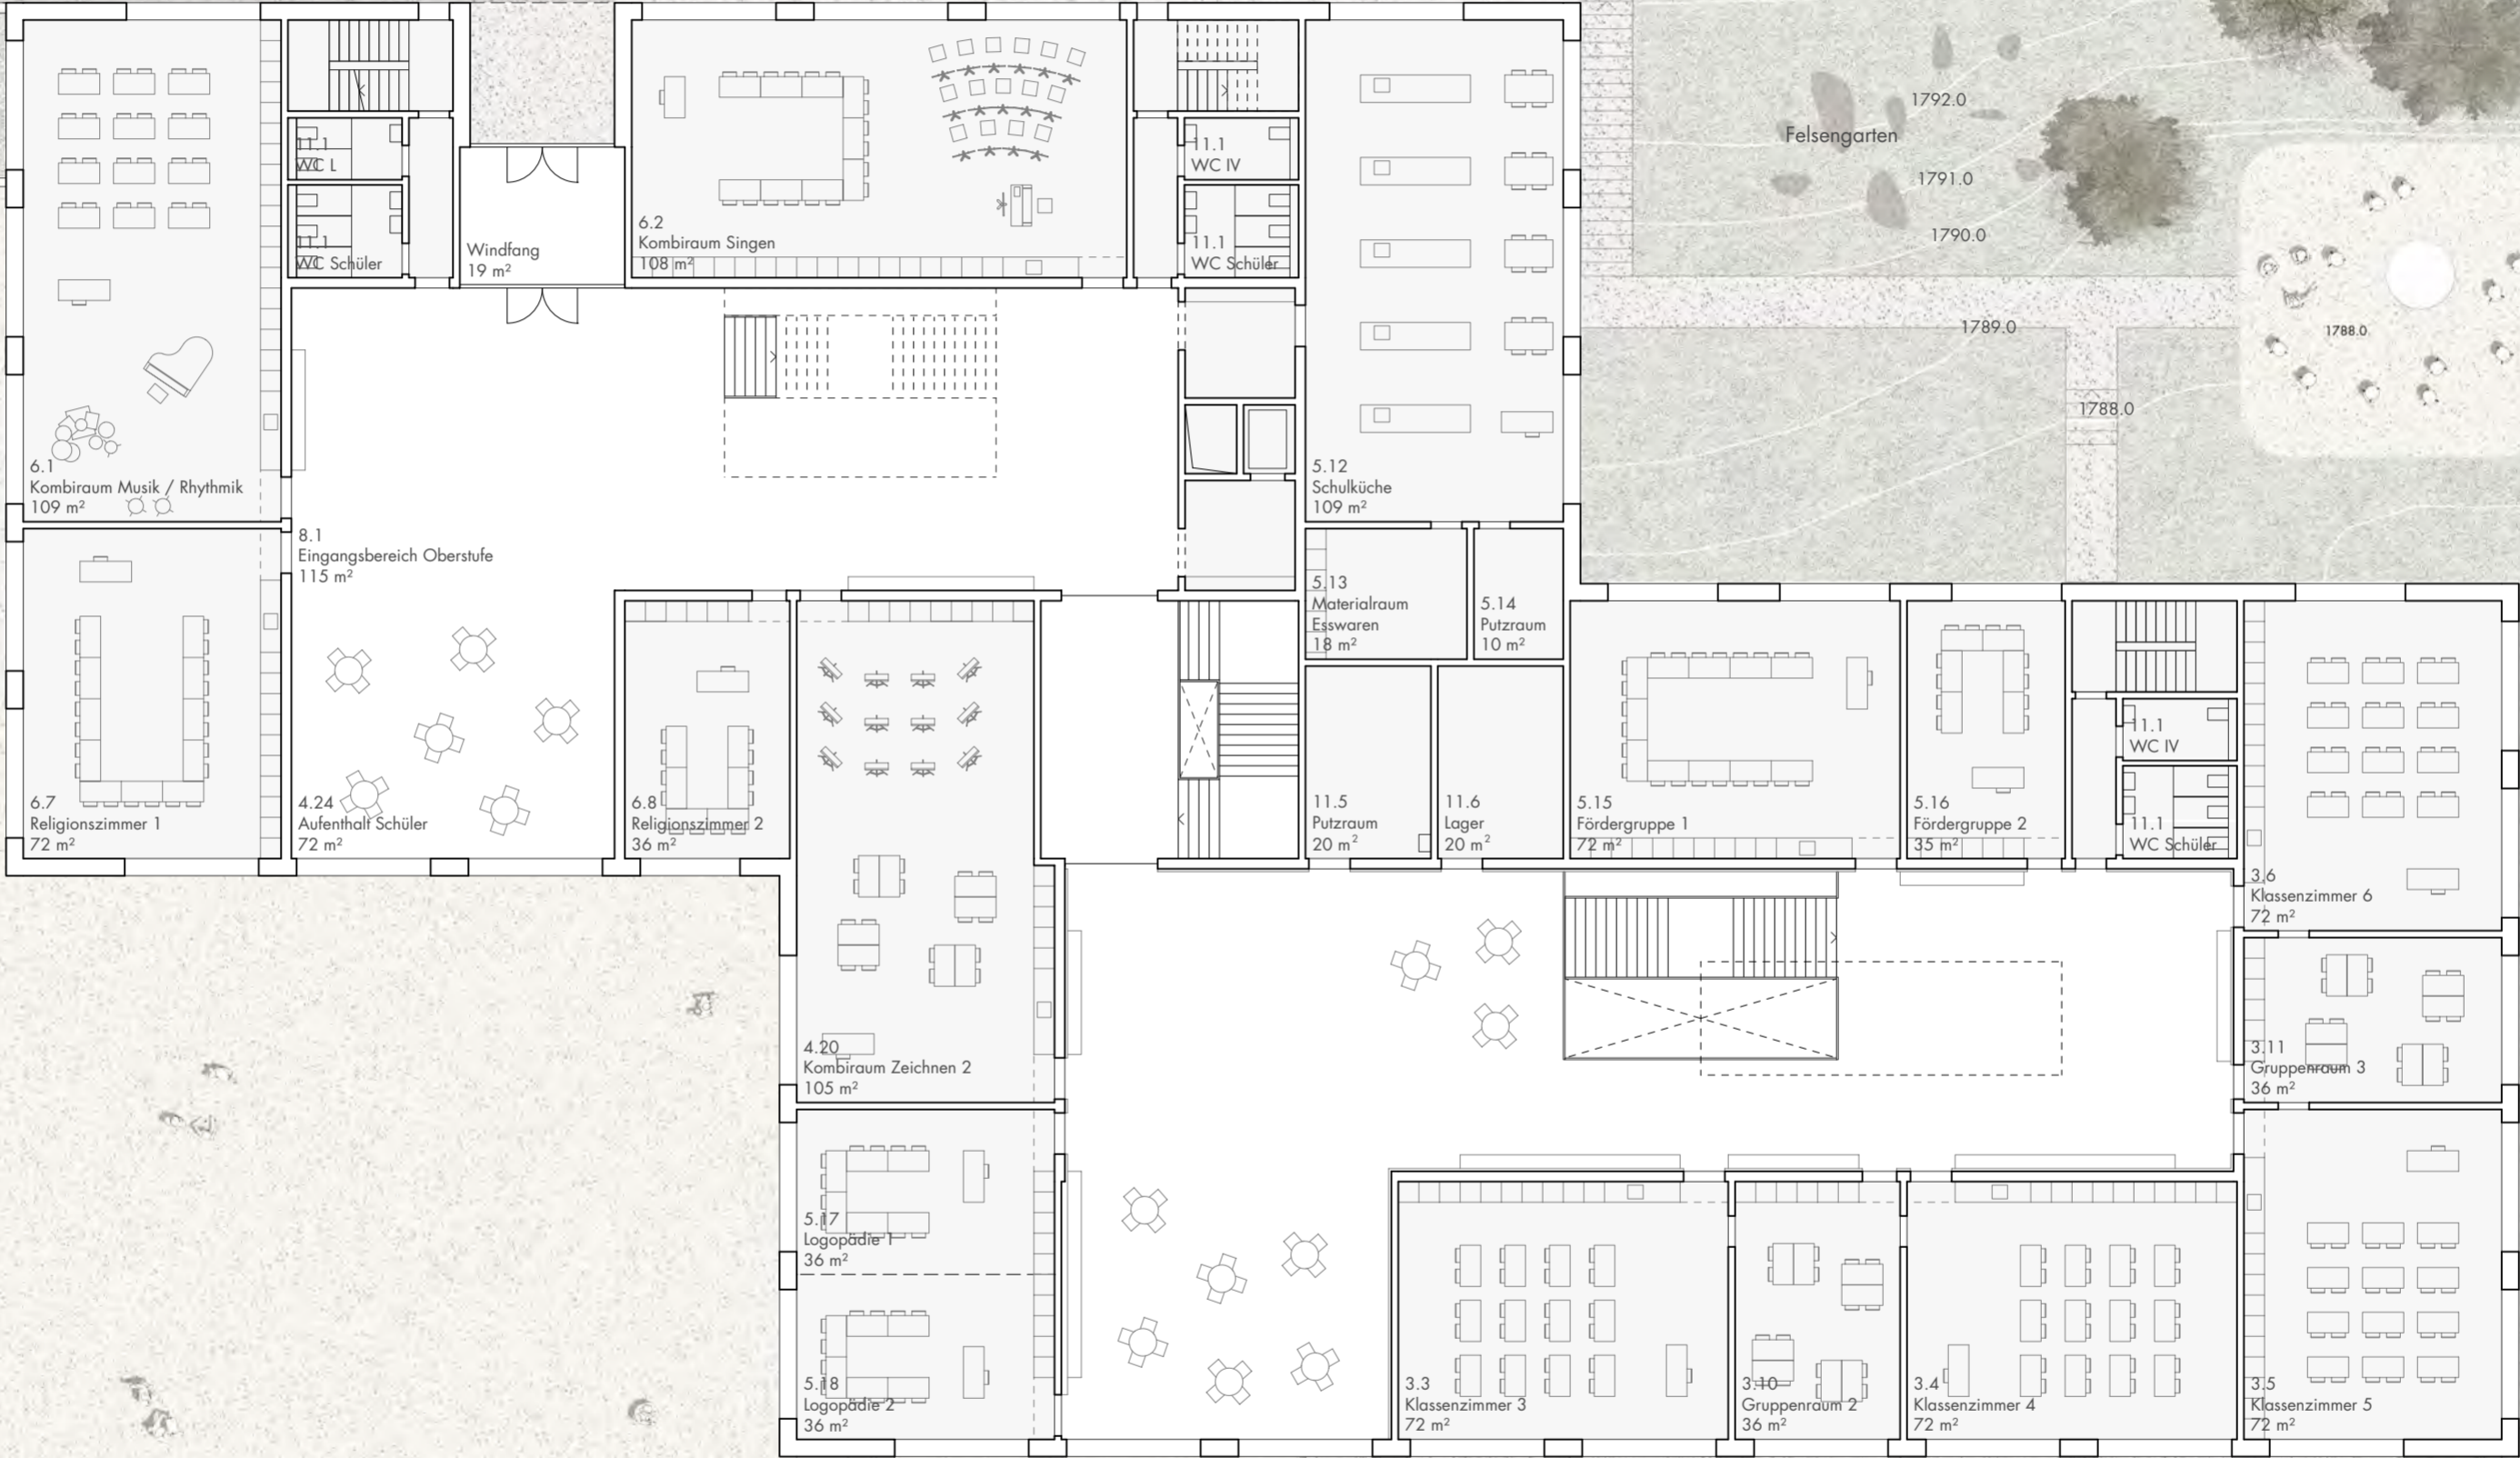 11.1
WC L
11.1
WC Schüler
Windfang
19 m²
6.2
Kombiraum Singen
108 m²
11.1
WC IV
11.1
WC Schüler
Felsengarten
1792.0
1791.0
1790.0
1789.0
1788.0
1788.0
6.1
Kombiraum Musik / Rhythmik
109 m²
5.12
Schulküche
109 m²
8.1
Eingangsbereich Oberstufe
115 m²
5.13
Materialraum
Esswaren
18 m²
5.14
Putzraum
10 m²
6.7
Religionszimmer 1
72 m²
4.24
Aufenthalt Schüler
72 m²
6.8
Religionszimmer 2
36 m²
11.5
Putzraum
20 m²
11.6
Lager
20 m²
5.15
Fördergruppe 1
72 m²
5.16
Fördergruppe 2
35 m²
11.1
WC IV
11.1
WC Schüler
3.6
Klassenzimmer 6
72 m²
4.20
Kombiraum Zeichnen 2
105 m²
3.11
Gruppenraum 3
36 m²
5.17
Logopädie 1
36 m²
5.18
Logopädie 2
36 m²
3.3
Klassenzimmer 3
72 m²
3.10
Gruppenraum 2
36 m²
3.4
Klassenzimmer 4
72 m²
3.5
Klassenzimmer 5
72 m²